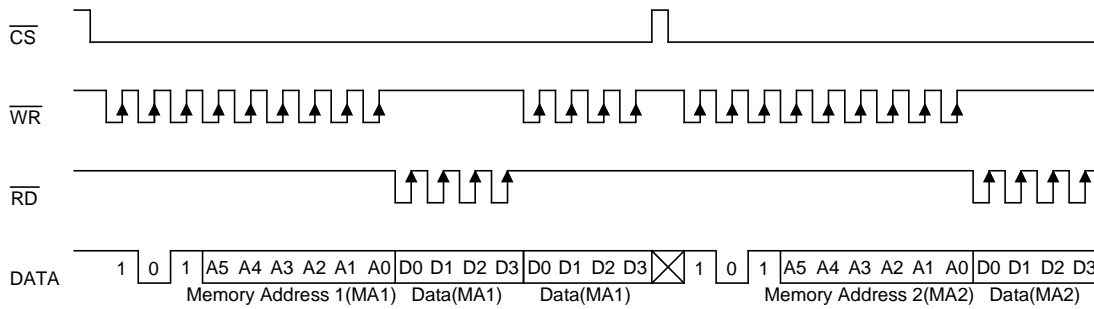 CS
WR
RD
DATA 1 0 1 A5 A4 A3 A2 A1 A0 D0 D1 D2 D3 D0 D1 D2 D3 1 0 1 A5 A4 A3 A2 A1 A0 D0 D1 D2 D3
Memory Address 1(MA1) Data(MA1) Data(MA1) Memory Address 2(MA2) Data(MA2)